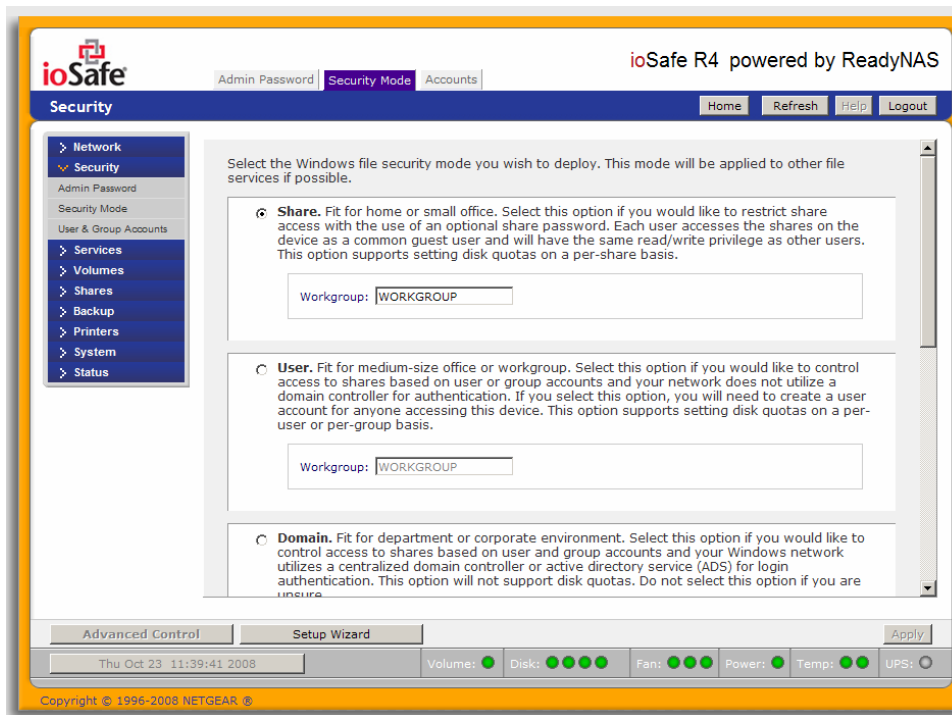 ioSafe
Admin Password
Security Mode
Accounts
ioSafe R4 powered by ReadyNAS
Security
Home
Refresh
Help
Logout
Network
Security
Admin Password
Security Mode
User & Group Accounts
Services
Volumes
Shares
Backup
Printers
System
Status
Select the Windows file security mode you wish to deploy. This mode will be applied to other file
services if possible.
Share. Fit for home or small office. Select this option if you would like to restrict share
access with the use of an optional share password. Each user accesses the shares on the
device as a common guest user and will have the same read/write privilege as other users.
This option supports setting disk quotas on a per-share basis.
Workgroup: WORKGROUP
User. Fit for medium-size office or workgroup. Select this option if you would like to control
access to shares based on user or group accounts and your network does not utilize a
domain controller for authentication. If you select this option, you will need to create a user
account for anyone accessing this device. This option supports setting disk quotas on a per-
user or per-group basis.
Workgroup: WORKGROUP
Domain. Fit for department or corporate environment. Select this option if you would like to
control access to shares based on user and group accounts and your Windows network
utilizes a centralized domain controller or active directory service (ADS) for login
authentication. This option will not support disk quotas. Do not select this option if you are
unsure
Advanced Control
Setup Wizard
Apply
Thu Oct 23 11:39:41 2008
Volume:
Disk:
Fan:
Power:
Temp:
UPS:
Copyright © 1996-2008 NETGEAR ®